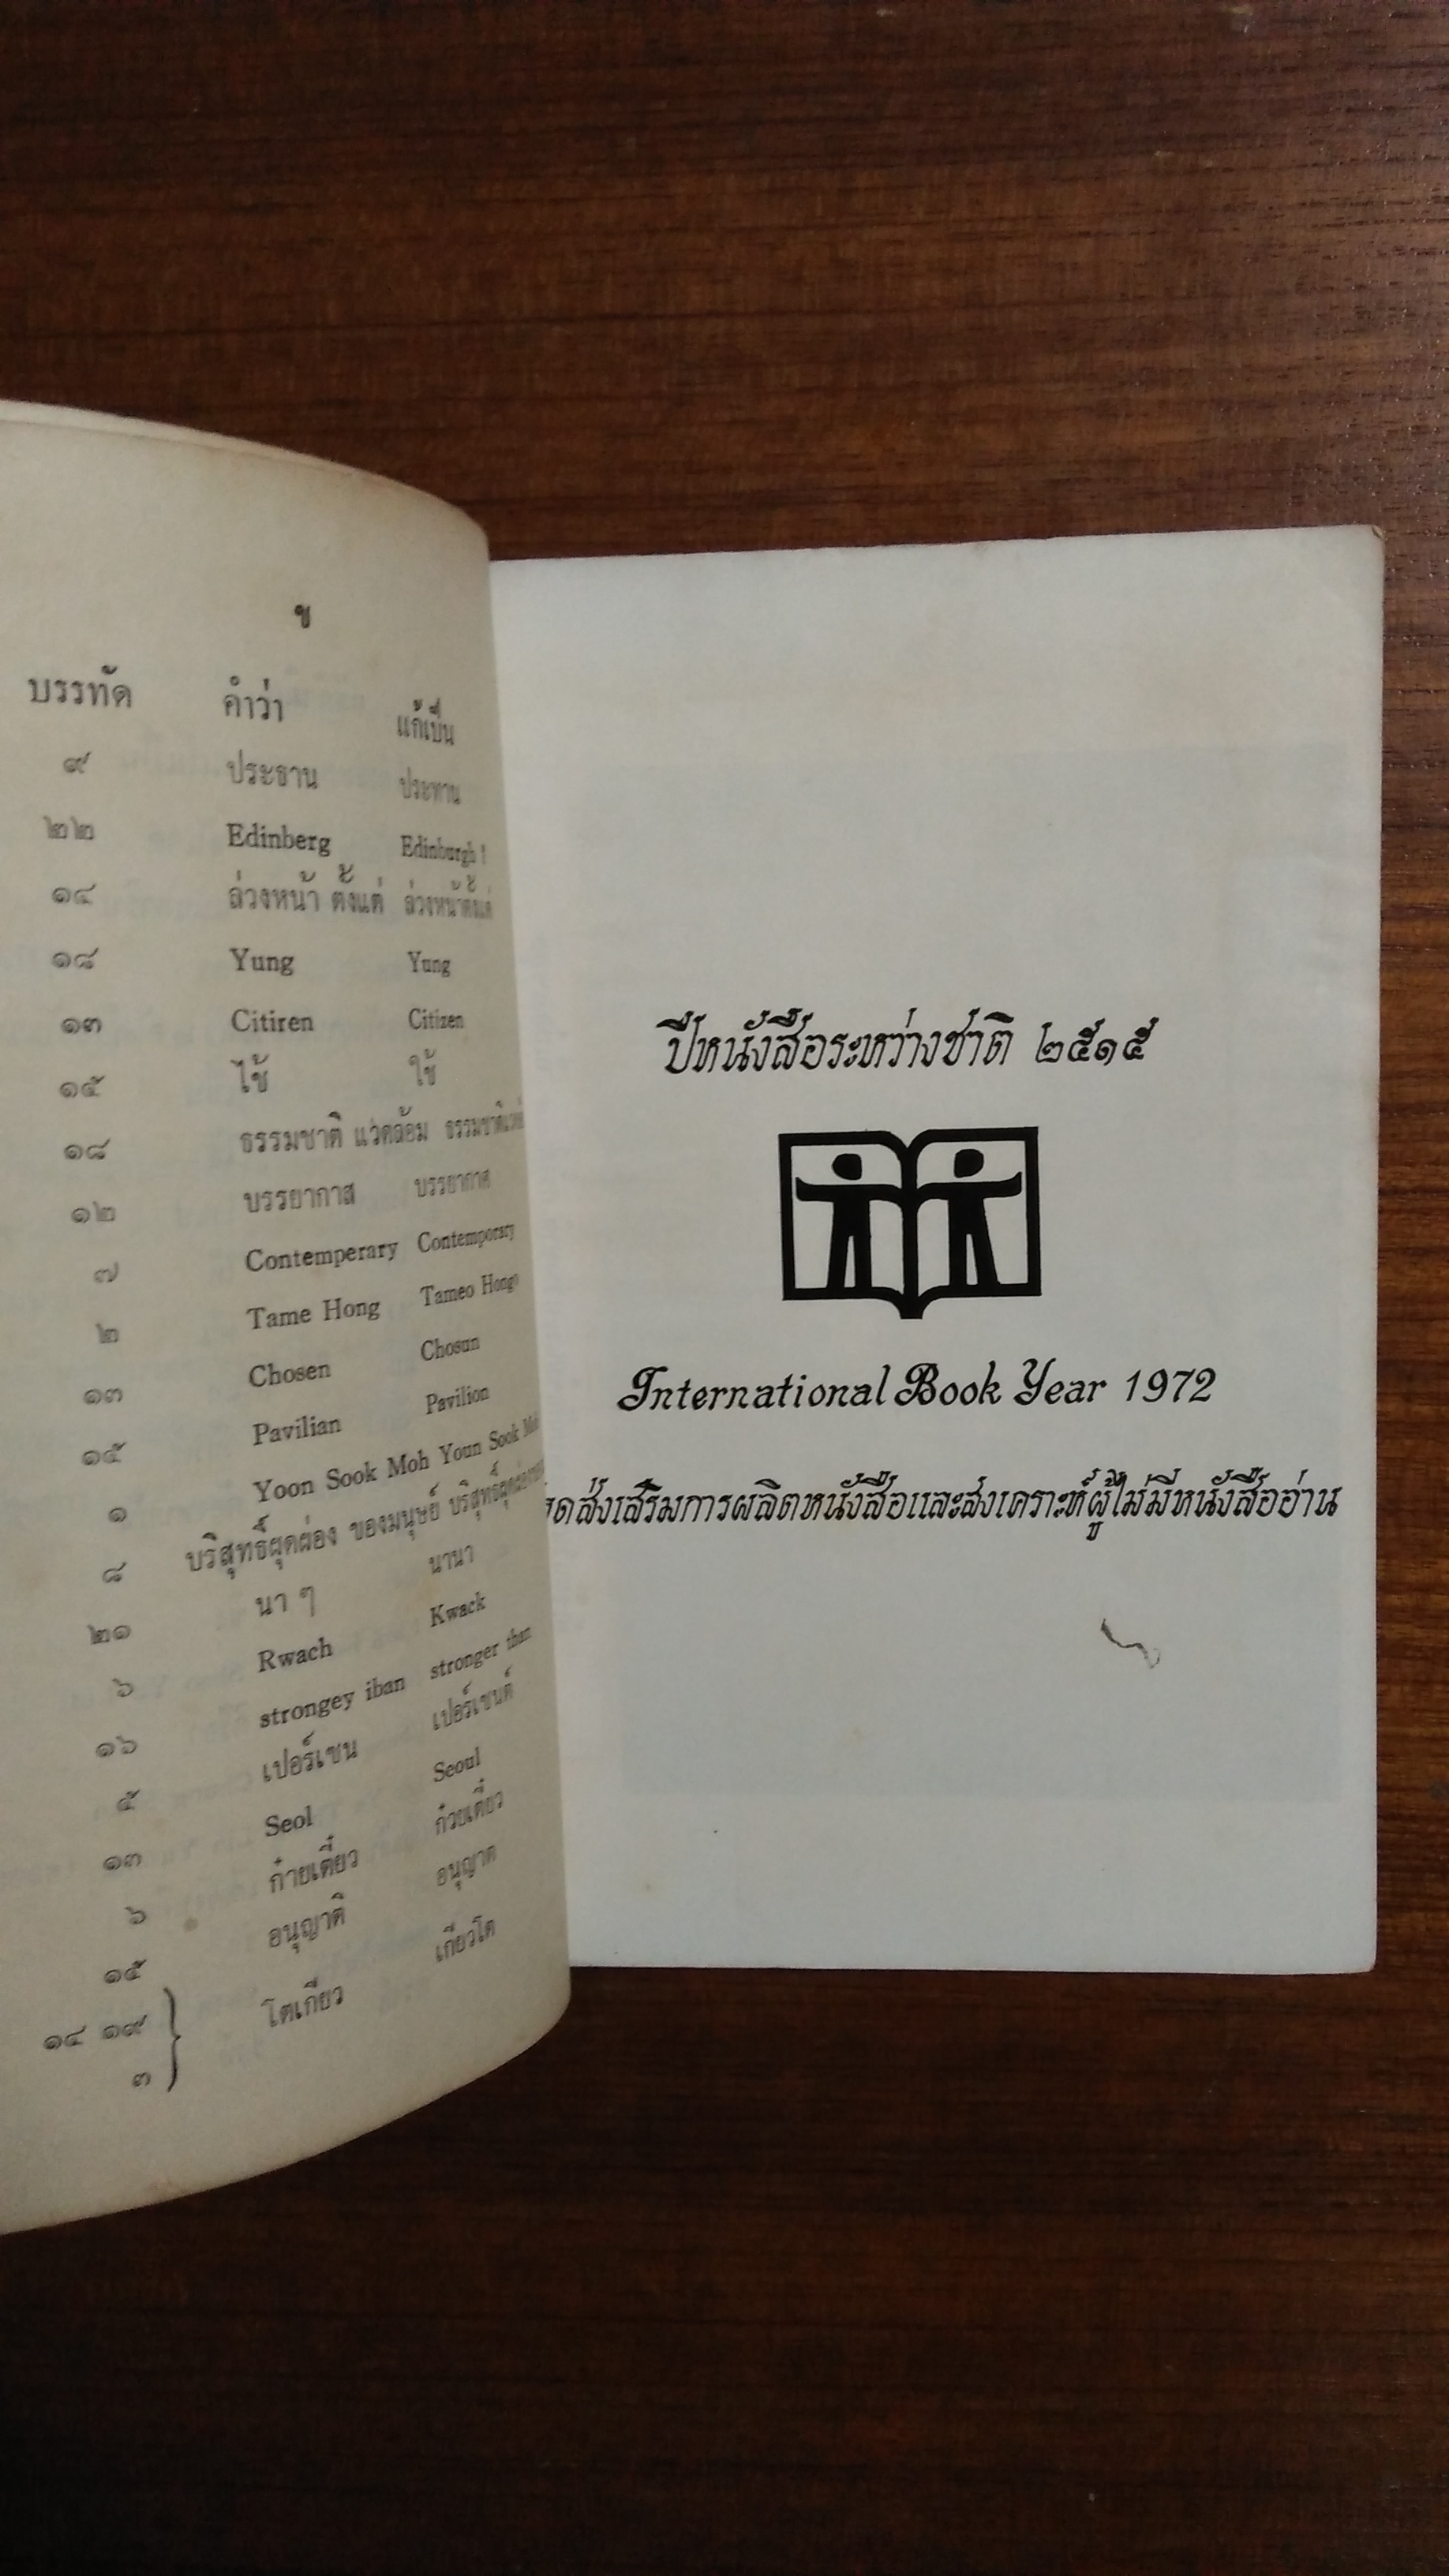 ข
บรรทัด คำว่า แก้เป็น
๙ ประธาน ประทาน
๒๒ Edinberg Edinburgh
๑๔ ล่วงหน้า ตั้งแต่ ล่วงหน้าตั้งแต่
๑๘ Yung Yung
๑๓ Citiren Citizen
๑๕ ไช้ ใช้
๑๘ ธรรมชาติ แวดล้อม
๑๒ บรรยากาส บรรยากาศ
๗ Contemperary Contemporary
๒ Tame Hong Tameo Hong
๑๓ Chosen Chosun
๑๕ Pavilian Pavilion
๑ Yoon Sook Moh Youn Sook
๘ บริสุทธิ์ผุดผ่อง ของมนุษย์
๒๑ นา ๆ นานา
๖ Rwach Kwack
๑๖ strongey iban stronger than
๕ เปอร์เซน เปอร์เซนต์
๑๓ Seol Seoul
๖ ก๋ายเตี๋ยว ก๋วยเตี๋ยว
๑๕ อนุญาติ อนุญาต
๑๔ ๑๙ } โตเกียว เกียวโต
๓
ปีหนังสือระหว่างชาติ ๒๕๑๕
International Book Year 1972
ส่งเสริมการผลิตหนังสือและสงเคราะห์ผู้ไม่มีหนังสืออ่าน